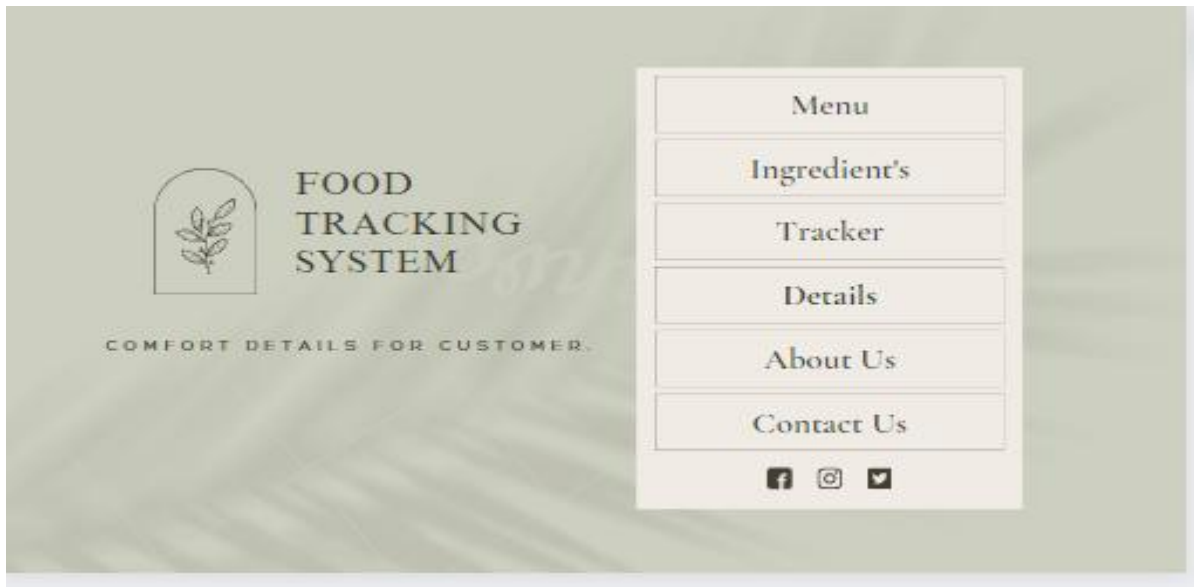 FOOD
TRACKING
SYSTEM
COMFORT DETAILS FOR CUSTOMER.
Menu
Ingredient's
Tracker
Details
About Us
Contact Us